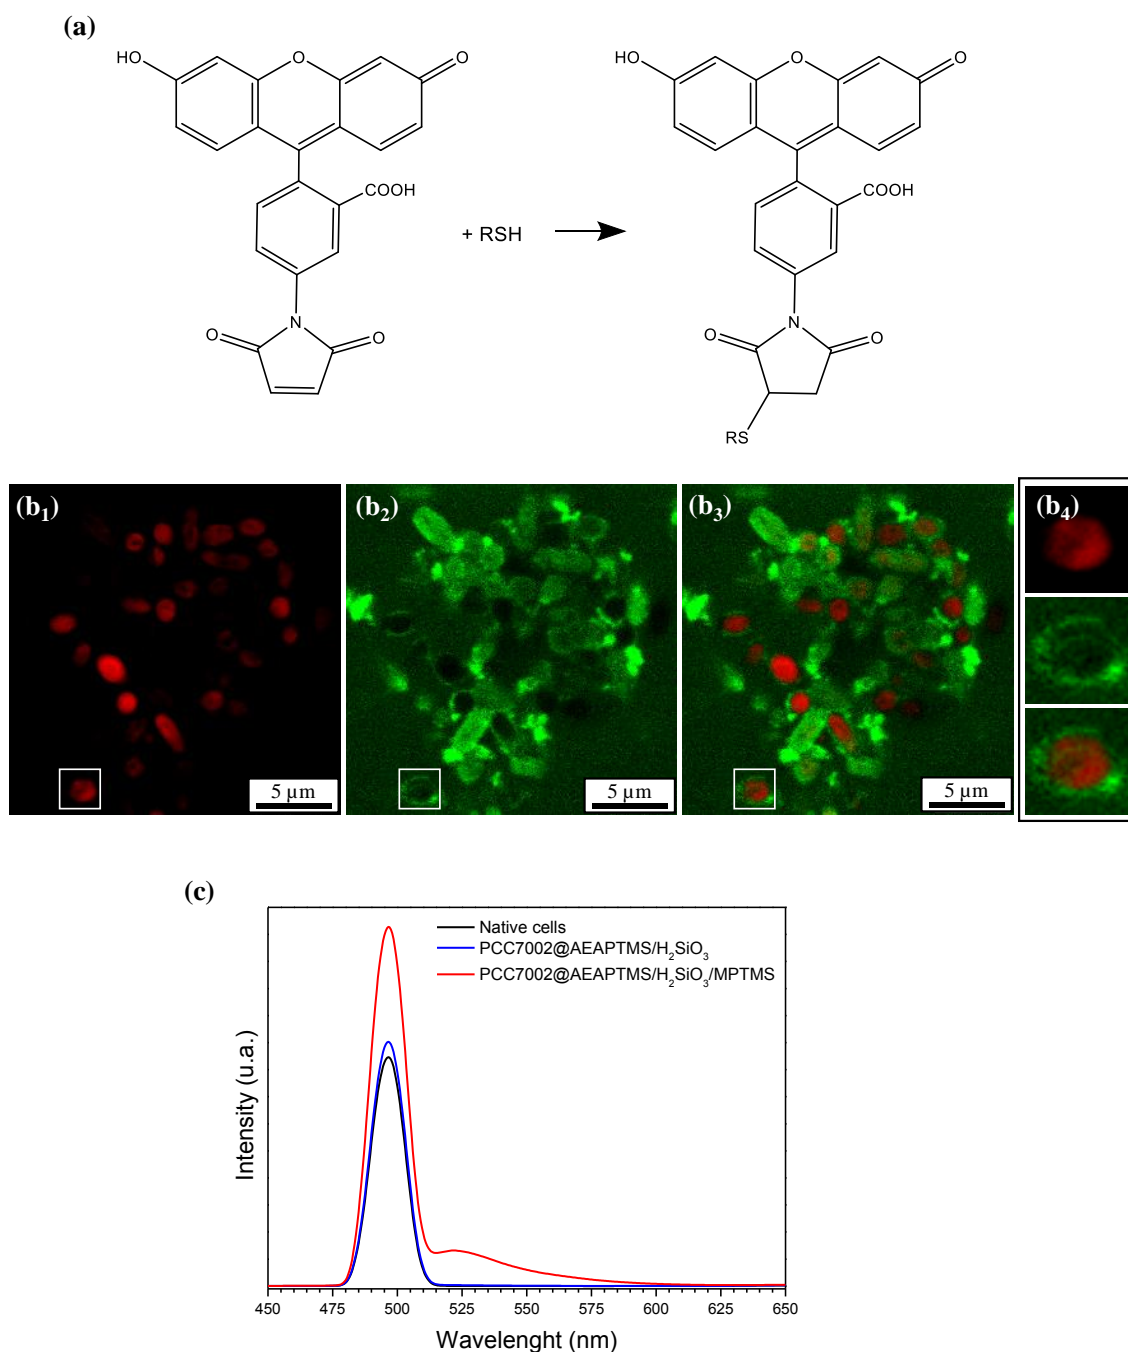 (a)
HO
O
O
COOH
N
O
O
+ RSH
HO
O
O
COOH
N
O
O
RS
(b1)
5 µm
(b2)
5 µm
(b3)
5 µm
(b4)
(c)
Native cells
PCC7002@AEAPTMS/H2SiO3
PCC7002@AEAPTMS/H2SiO3/MPTMS
Intensity (u.a.)
450 475 500 525 550 575 600 625 650
Wavelenght (nm)